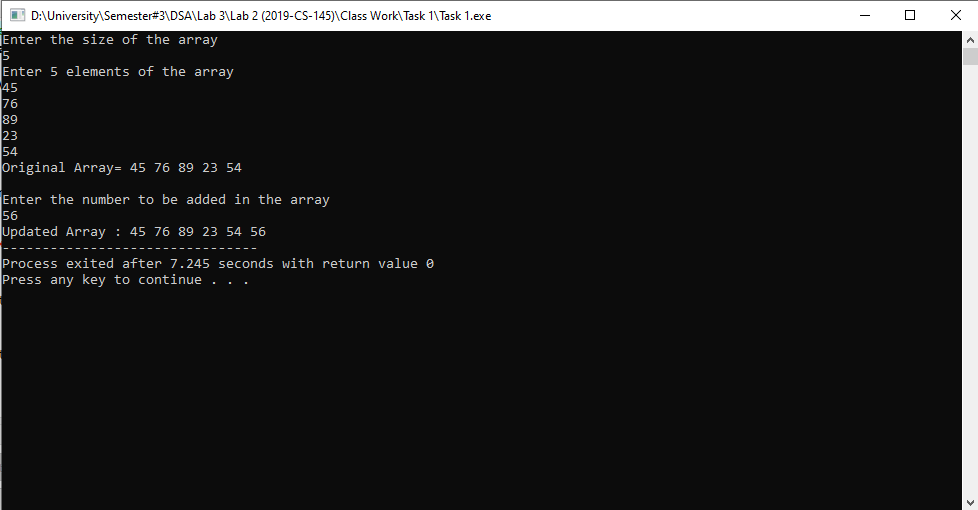 D:\University\Semester#3\DSA\Lab 3\Lab 2 (2019-CS-145)\Class Work\Task 1\Task 1.exe
Enter the size of the array
5
Enter 5 elements of the array
45
76
89
23
54
Original Array= 45 76 89 23 54
Enter the number to be added in the array
56
Updated Array : 45 76 89 23 54 56
--------------------------------
Process exited after 7.245 seconds with return value 0
Press any key to continue . . .